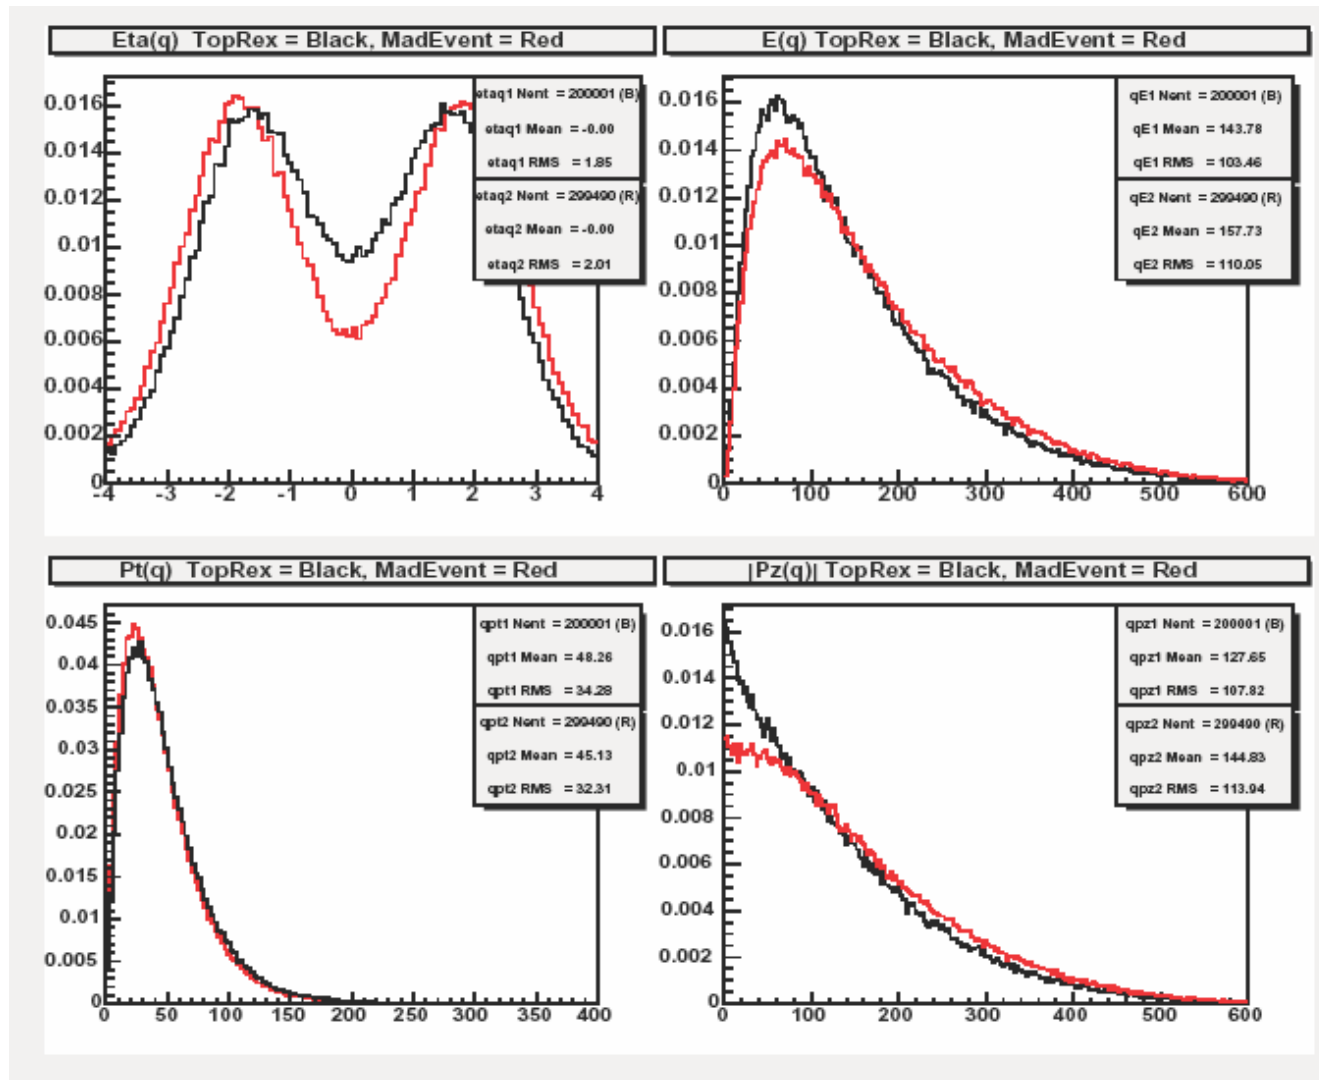 Eta(q) TopRex = Black, MadEvent = Red
etaq1 Nent = 200001 (B)
etaq1 Mean = -0.00
etaq1 RMS = 1.85
etaq2 Nent = 299490 (R)
etaq2 Mean = -0.00
etaq2 RMS = 2.01
0.016
0.014
0.012
0.01
0.008
0.006
0.004
0.002
0
-4 -3 -2 -1 0 1 2 3 4
E(q) TopRex = Black, MadEvent = Red
qE1 Nent = 200001 (B)
qE1 Mean = 143.78
qE1 RMS = 103.46
qE2 Nent = 299490 (R)
qE2 Mean = 157.73
qE2 RMS = 110.05
0.016
0.014
0.012
0.01
0.008
0.006
0.004
0.002
0
0 100 200 300 400 500 600
Pt(q) TopRex = Black, MadEvent = Red
qpt1 Nent = 200001 (B)
qpt1 Mean = 48.26
qpt1 RMS = 34.28
qpt2 Nent = 299490 (R)
qpt2 Mean = 45.13
qpt2 RMS = 32.31
0.045
0.04
0.035
0.03
0.025
0.02
0.015
0.01
0.005
0
0 50 100 150 200 250 300 350 400
|Pz(q)| TopRex = Black, MadEvent = Red
qpz1 Nent = 200001 (B)
qpz1 Mean = 127.65
qpz1 RMS = 107.82
qpz2 Nent = 299490 (R)
qpz2 Mean = 144.83
qpz2 RMS = 113.94
0.016
0.014
0.012
0.01
0.008
0.006
0.004
0.002
0
0 100 200 300 400 500 600